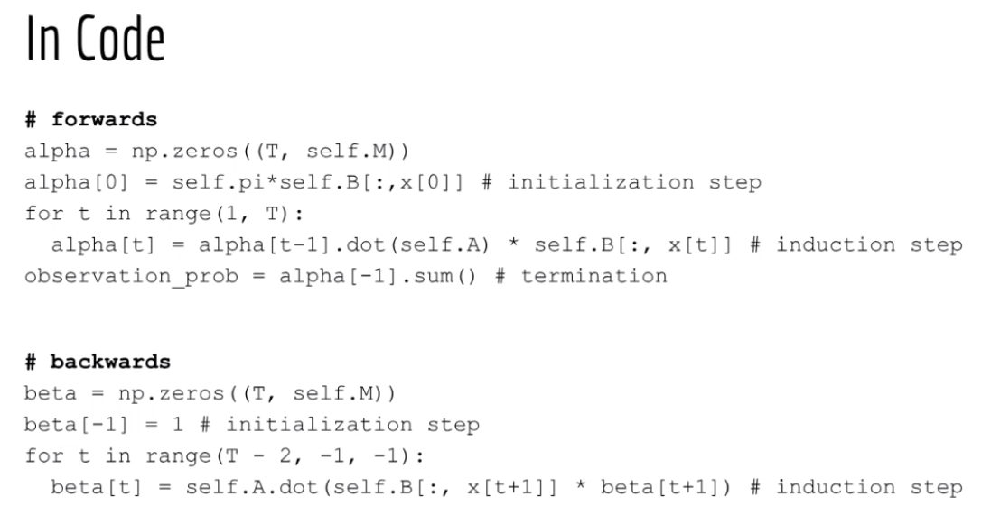 In Code
# forwards
alpha = np.zeros((T, self.M))
alpha[0] = self.pi*self.B[:,x[0]] # initialization step
for t in range(1, T):
  alpha[t] = alpha[t-1].dot(self.A) * self.B[:, x[t]] # induction step
observation_prob = alpha[-1].sum() # termination
# backwards
beta = np.zeros((T, self.M))
beta[-1] = 1 # initialization step
for t in range(T - 2, -1, -1):
  beta[t] = self.A.dot(self.B[:, x[t+1]] * beta[t+1]) # induction step